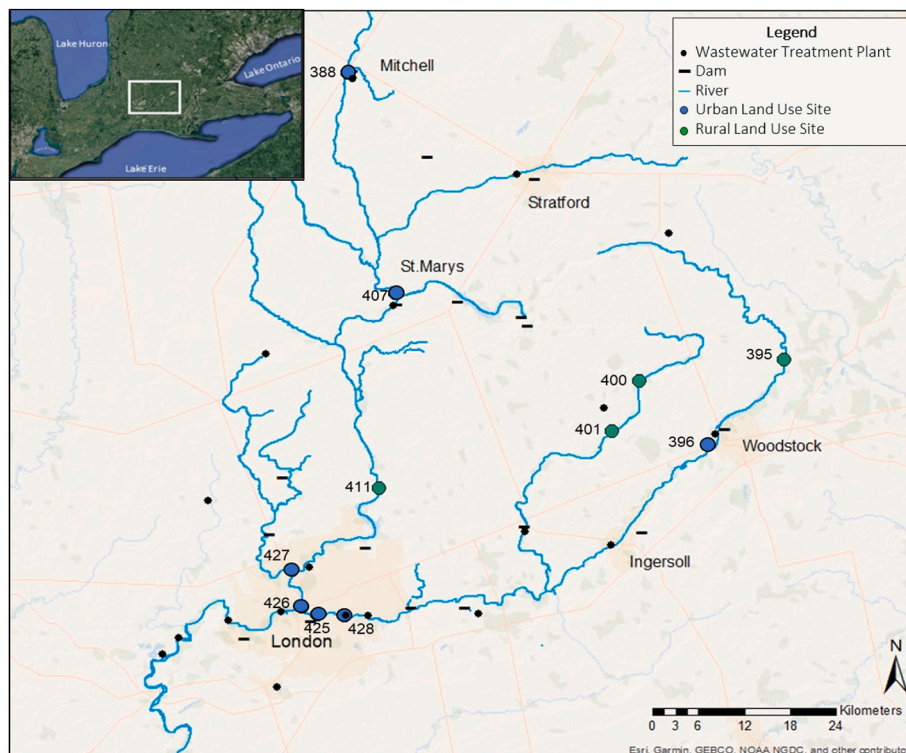 Lake Huron
Lake Ontario
Lake Erie
Legend
Wastewater Treatment Plant
Dam
River
Urban Land Use Site
Rural Land Use Site
388
Mitchell
Stratford
St.Marys
407
395
400
401
396
Woodstock
411
Ingersoll
427
426
425
428
London
N
Kilometers
0 3 6 12 18 24
Esri, Garmin, GEBCO, NOAA NGDC, and other contributo